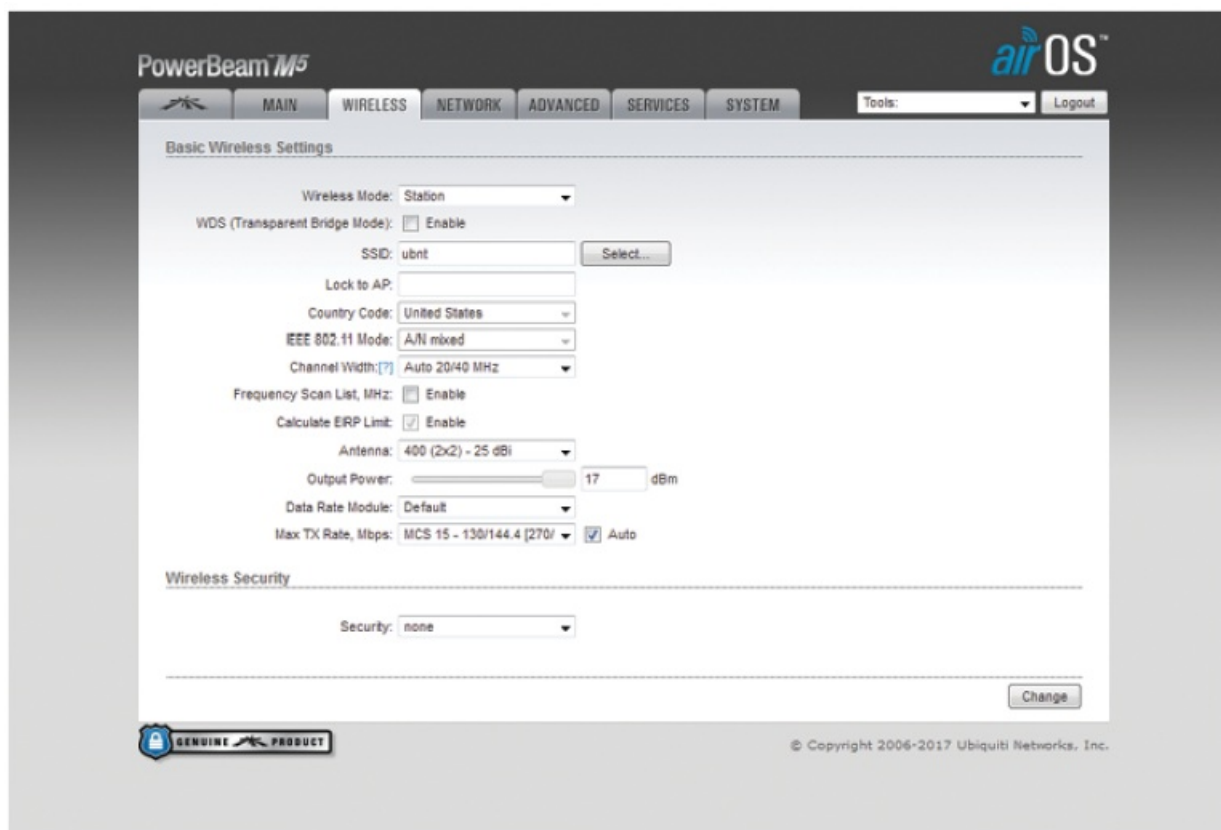 PowerBeam™M5
airOS™
MAIN WIRELESS NETWORK ADVANCED SERVICES SYSTEM Tools: Logout
Basic Wireless Settings
Wireless Mode: Station
WDS (Transparent Bridge Mode): Enable
SSID: ubnt Select...
Lock to AP:
Country Code: United States
IEEE 802.11 Mode: A/N mixed
Channel Width:[?] Auto 20/40 MHz
Frequency Scan List, MHz: Enable
Calculate EIRP Limit: Enable
Antenna: 400 (2x2) - 25 dBi
Output Power: 17 dBm
Data Rate Module: Default
Max TX Rate, Mbps: MCS 15 - 130/144.4 [270/ Auto
Wireless Security
Security: none
Change
GENUINE PRODUCT
© Copyright 2006-2017 Ubiquiti Networks, Inc.